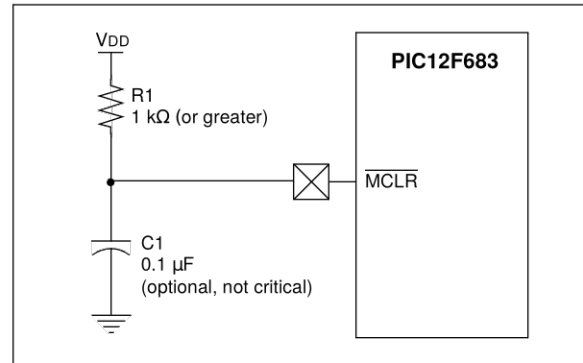 VDD
PIC12F683
R1
1 kΩ (or greater)
MCLR
C1
0.1 µF
(optional, not critical)